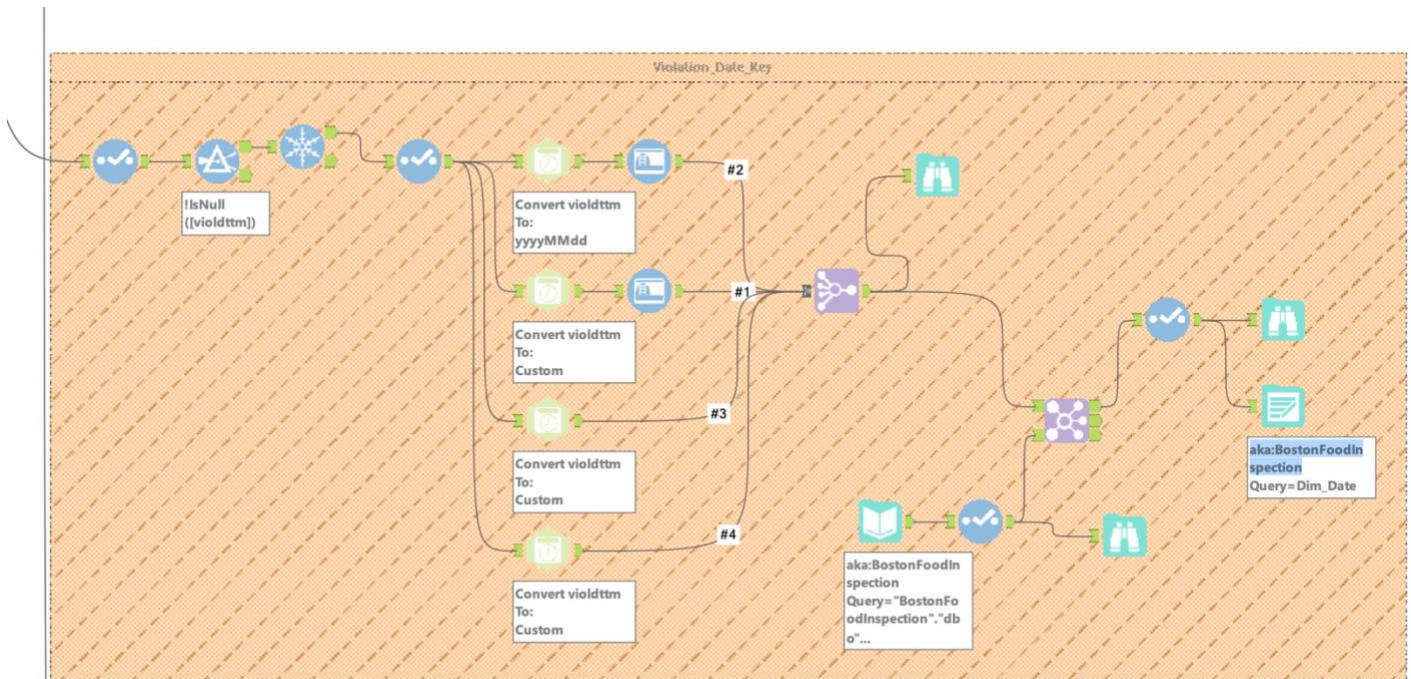 Violation_Date_Key
!IsNull
([violdttm])
Convert violdttm
To:
yyyyMMdd
#2
Convert violdttm
To:
Custom
#1
Convert violdttm
To:
Custom
#3
Convert violdttm
To:
Custom
#4
aka:BostonFoodIn
spection
Query="BostonFo
odInspection"."db
o"...
aka:BostonFoodIn
spection
Query=Dim_Date